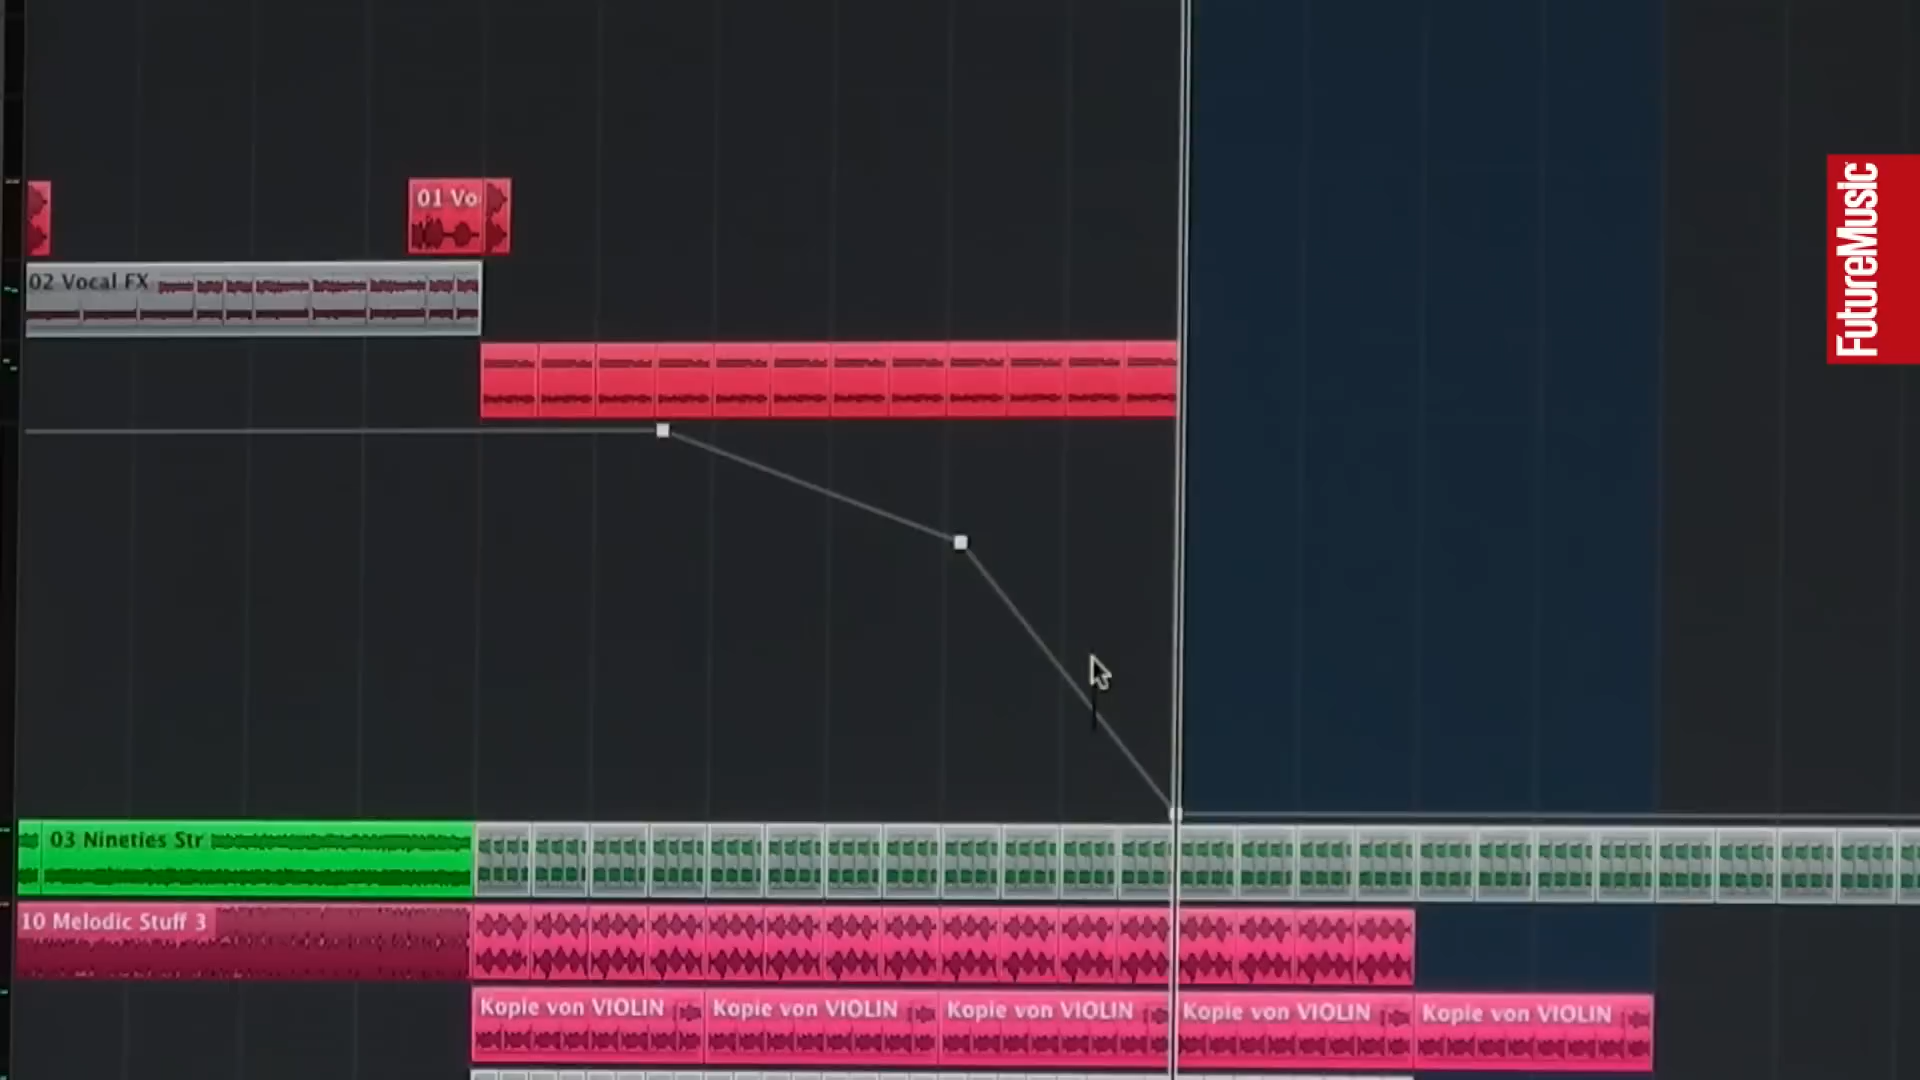 01 Vo
02 Vocal FX
FutureMusic
03 Nineties Str
10 Melodic Stuff 3
Kopie von VIOLIN
Kopie von VIOLIN
Kopie von VIOLIN
Kopie von VIOLIN
Kopie von VIOLIN